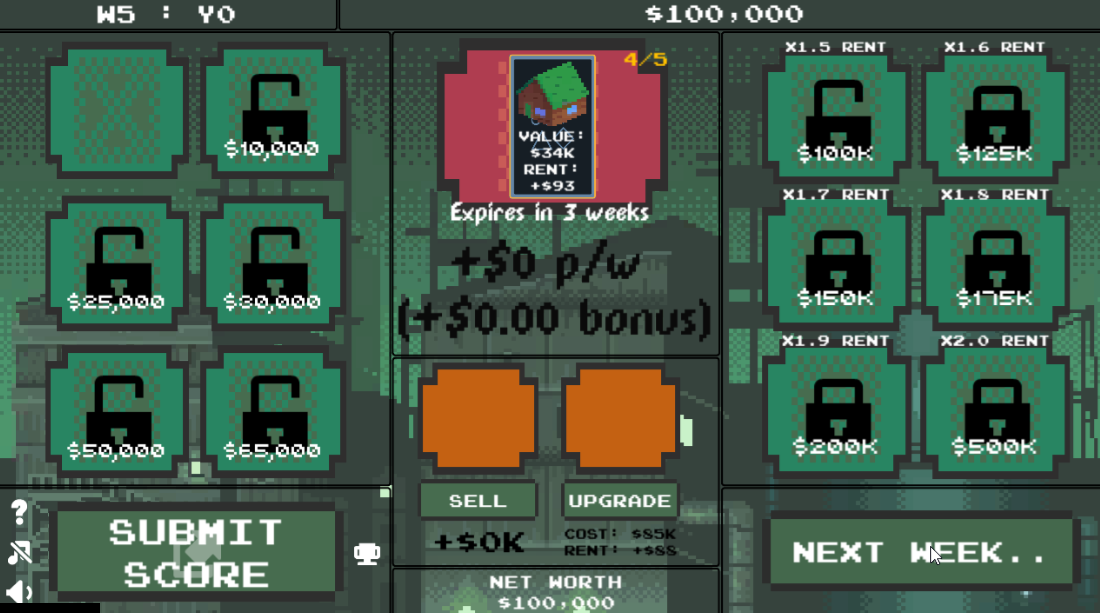 W5 : Y0
$100,000
$10,000
$25,000
$30,000
$50,000
$65,000
4/5
VALUE:
$34K
RENT:
+$93
Expires in 3 weeks
+$0 p/w
(+$0.00 bonus)
X1.5 RENT
X1.6 RENT
$100K
$125K
X1.7 RENT
X1.8 RENT
$150K
$175K
X1.9 RENT
X2.0 RENT
$200K
$500K
SELL
UPGRADE
+$0K
COST: $85K
RENT: +$88
NET WORTH
$100,000
?
SUBMIT
SCORE
NEXT WEEK..